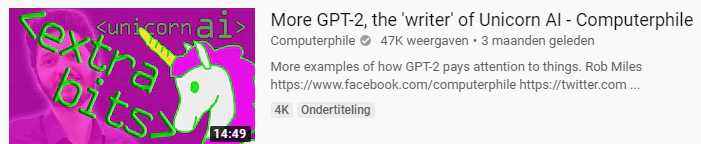 <unicorn ai>
<extra
bits>
14:49
More GPT-2, the 'writer' of Unicorn AI - Computerphile
Computerphile 47K weergaven • 3 maanden geleden
More examples of how GPT-2 pays attention to things. Rob Miles
https://www.facebook.com/computerphile https://twitter.com ...
4K Ondertiteling